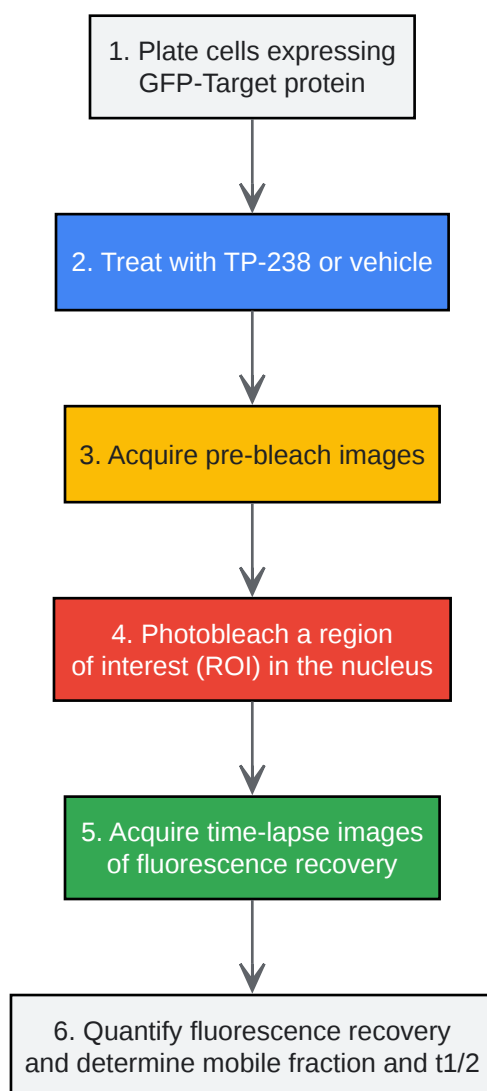 1. Plate cells expressing
GFP-Target protein
2. Treat with TP-238 or vehicle
3. Acquire pre-bleach images
4. Photobleach a region
of interest (ROI) in the nucleus
5. Acquire time-lapse images
of fluorescence recovery
6. Quantify fluorescence recovery
and determine mobile fraction and t1/2